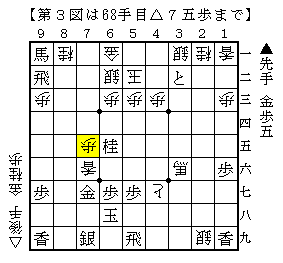 【第３図は68手目△７五歩まで】
９ ８ ７ ６ ５ ４ ３ ２ １
馬 桂 金 銀 桂 香 一
飛 銀 王 と 二
歩 歩 歩 歩 歩 歩 三
四
歩 桂 五
香 馬 歩 六
歩 金 歩 歩 と 七
玉 八
香 銀 飛 銀 香 九
▲先手 金歩五
△後手 金桂歩